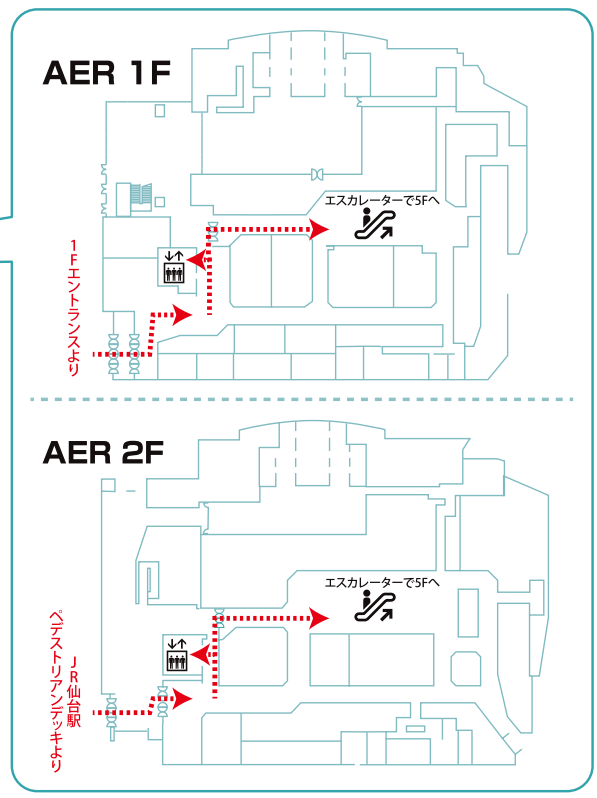 AER 1F
エスカレーターで5Fへ
1Fエントランスより
AER 2F
エスカレーターで5Fへ
JR仙台駅
ペデストリアンデッキより